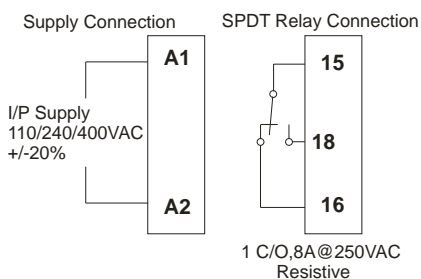 Supply Connection
A1
I/P Supply
110/240/400VAC
+/-20%
A2
SPDT Relay Connection
15
18
16
1 C/O,8A@250VAC
Resistive